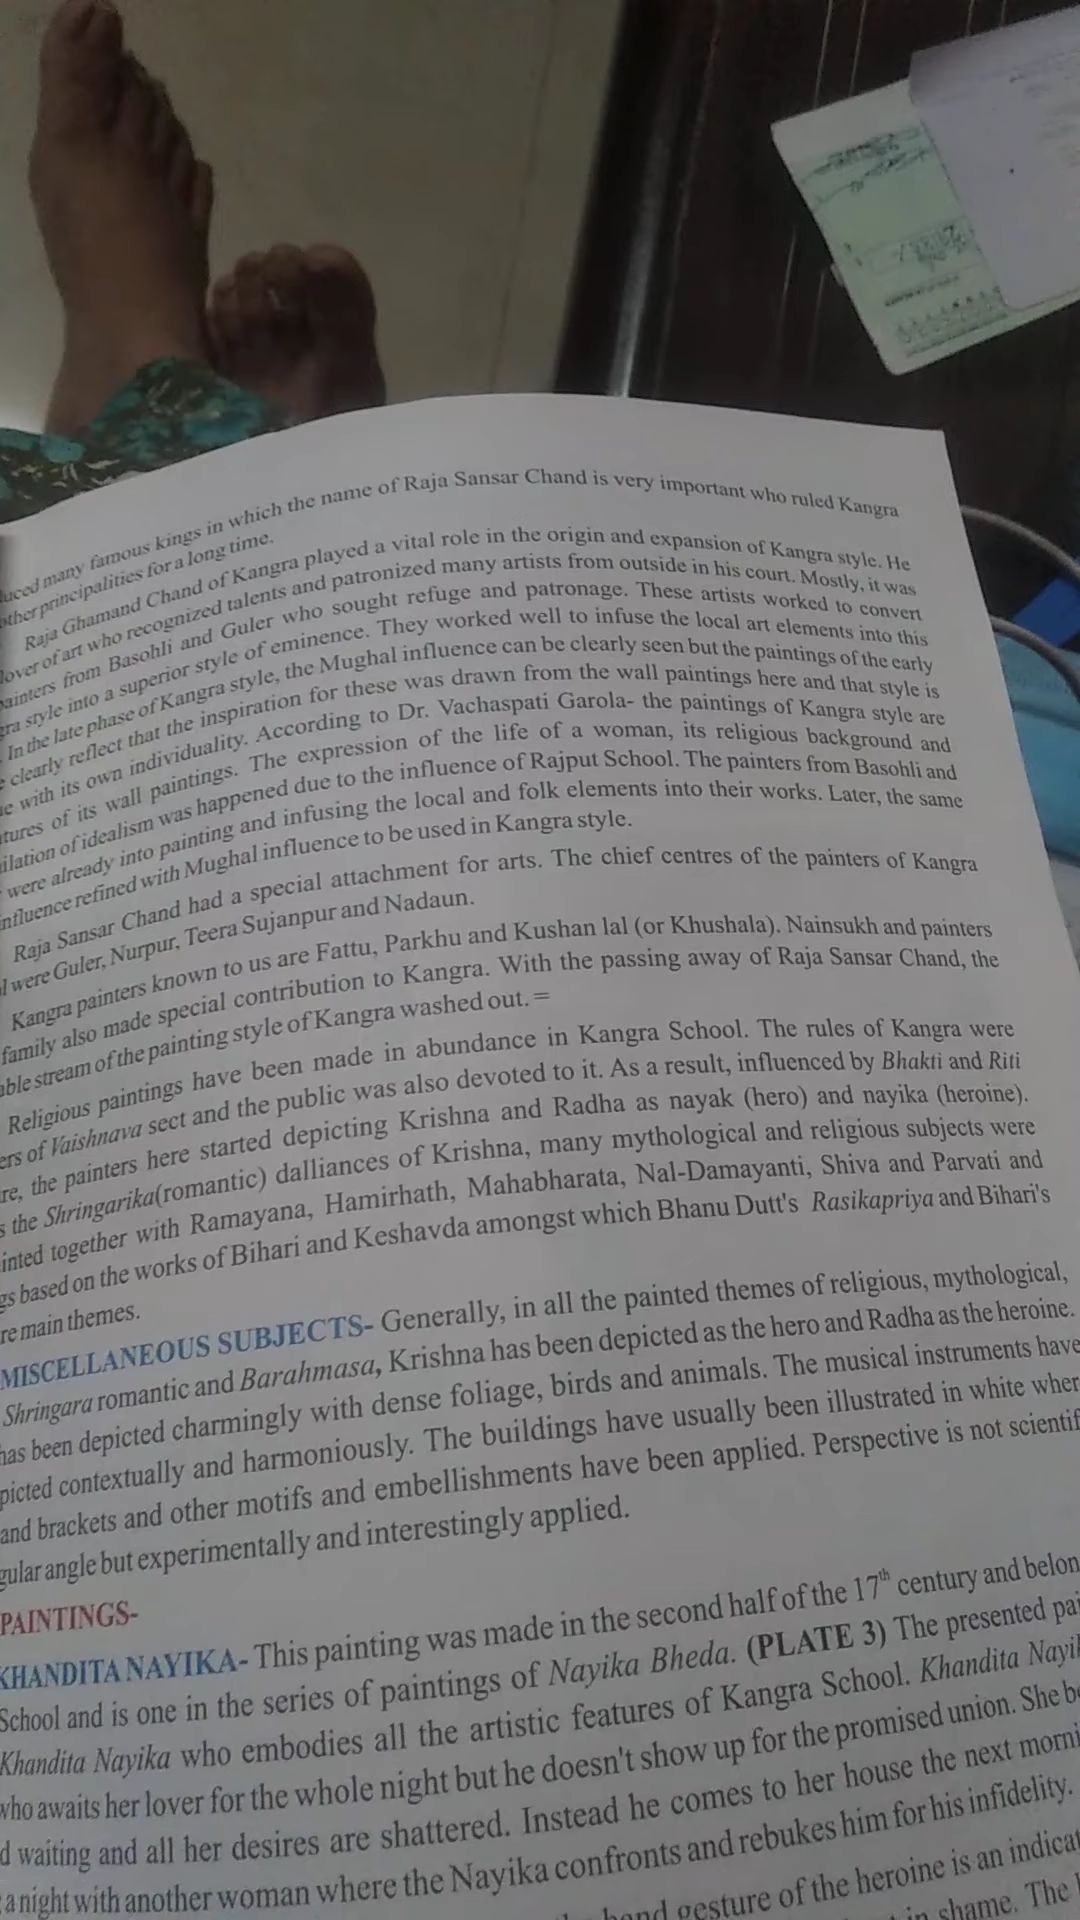 many famous kings in which the name of Raja Sansar Chand is very important who ruled Kangra
principalities for a long time.
Raja Ghamand Chand of Kangra played a vital role in the origin and expansion of Kangra style. He
lover of art who recognized talents and patronized many artists from outside in his court. Mostly, it was
painters from Basohli and Guler who sought refuge and patronage. These artists worked to convert
style into a superior style of eminence. They worked well to infuse the local art elements into this
In the late phase of Kangra style, the Mughal influence can be clearly seen but the paintings of the early
clearly reflect that the inspiration for these was drawn from the wall paintings here and that style is
with its own individuality. According to Dr. Vachaspati Garola- the paintings of Kangra style are
of its wall paintings. The expression of the life of a woman, its religious background and
of idealism was happened due to the influence of Rajput School. The painters from Basohli and
were already into painting and infusing the local and folk elements into their works. Later, the same
influence refined with Mughal influence to be used in Kangra style.
Raja Sansar Chand had a special attachment for arts. The chief centres of the painters of Kangra
were Guler, Nurpur, Teera Sujanpur and Nadaun.
Kangra painters known to us are Fattu, Parkhu and Kushan lal (or Khushala). Nainsukh and painters
family also made special contribution to Kangra. With the passing away of Raja Sansar Chand, the
stream of the painting style of Kangra washed out. =
Religious paintings have been made in abundance in Kangra School. The rules of Kangra were
of Vaishnava sect and the public was also devoted to it. As a result, influenced by Bhakti and Riti
the painters here started depicting Krishna and Radha as nayak (hero) and nayika (heroine).
the Shringarika(romantic) dalliances of Krishna, many mythological and religious subjects were
together with Ramayana, Hamirhath, Mahabharata, Nal-Damayanti, Shiva and Parvati and
based on the works of Bihari and Keshavda amongst which Bhanu Dutt's Rasikapriya and Bihari's
main themes.
MISCELLANEOUS SUBJECTS- Generally, in all the painted themes of religious, mythological,
Shringara romantic and Barahmasa, Krishna has been depicted as the hero and Radha as the heroine.
has been depicted charmingly with dense foliage, birds and animals. The musical instruments have
contextually and harmoniously. The buildings have usually been illustrated in white
and brackets and other motifs and embellishments have been applied. Perspective is not
angle but experimentally and interestingly applied.
PAINTINGS-
KHANDITA NAYIKA- This painting was made in the second half of the 17th century and
School and is one in the series of paintings of Nayika Bheda. (PLATE 3) The presented
Khandita Nayika who embodies all the artistic features of Kangra School. Khandita
who awaits her lover for the whole night but he doesn't show up for the promised union. She
waiting and all her desires are shattered. Instead he comes to her house the next
a night with another woman where the Nayika confronts and rebukes him for his infidelity.
hand gesture of the heroine is an
in shame. The